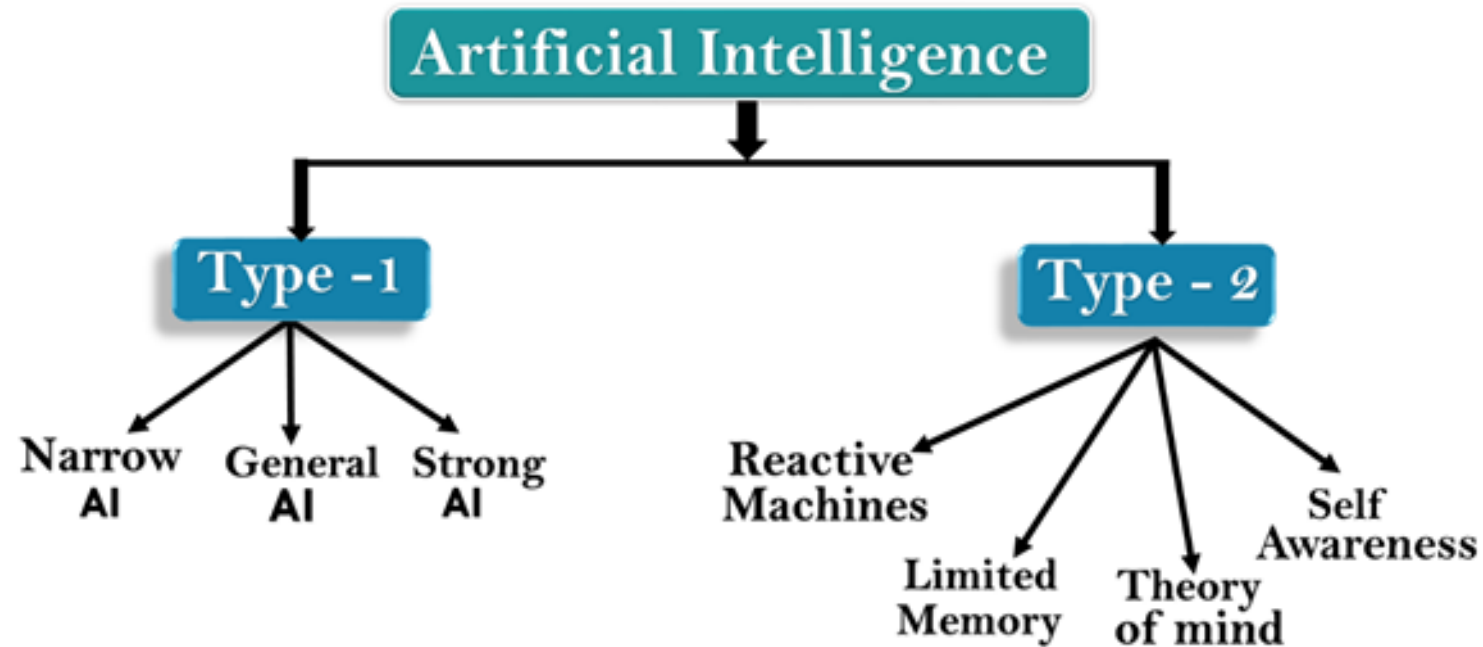 Artificial Intelligence
Type -1
Type - 2
Narrow
AI
General
AI
Strong
AI
Reactive
Machines
Limited
Memory
Theory
of mind
Self
Awareness